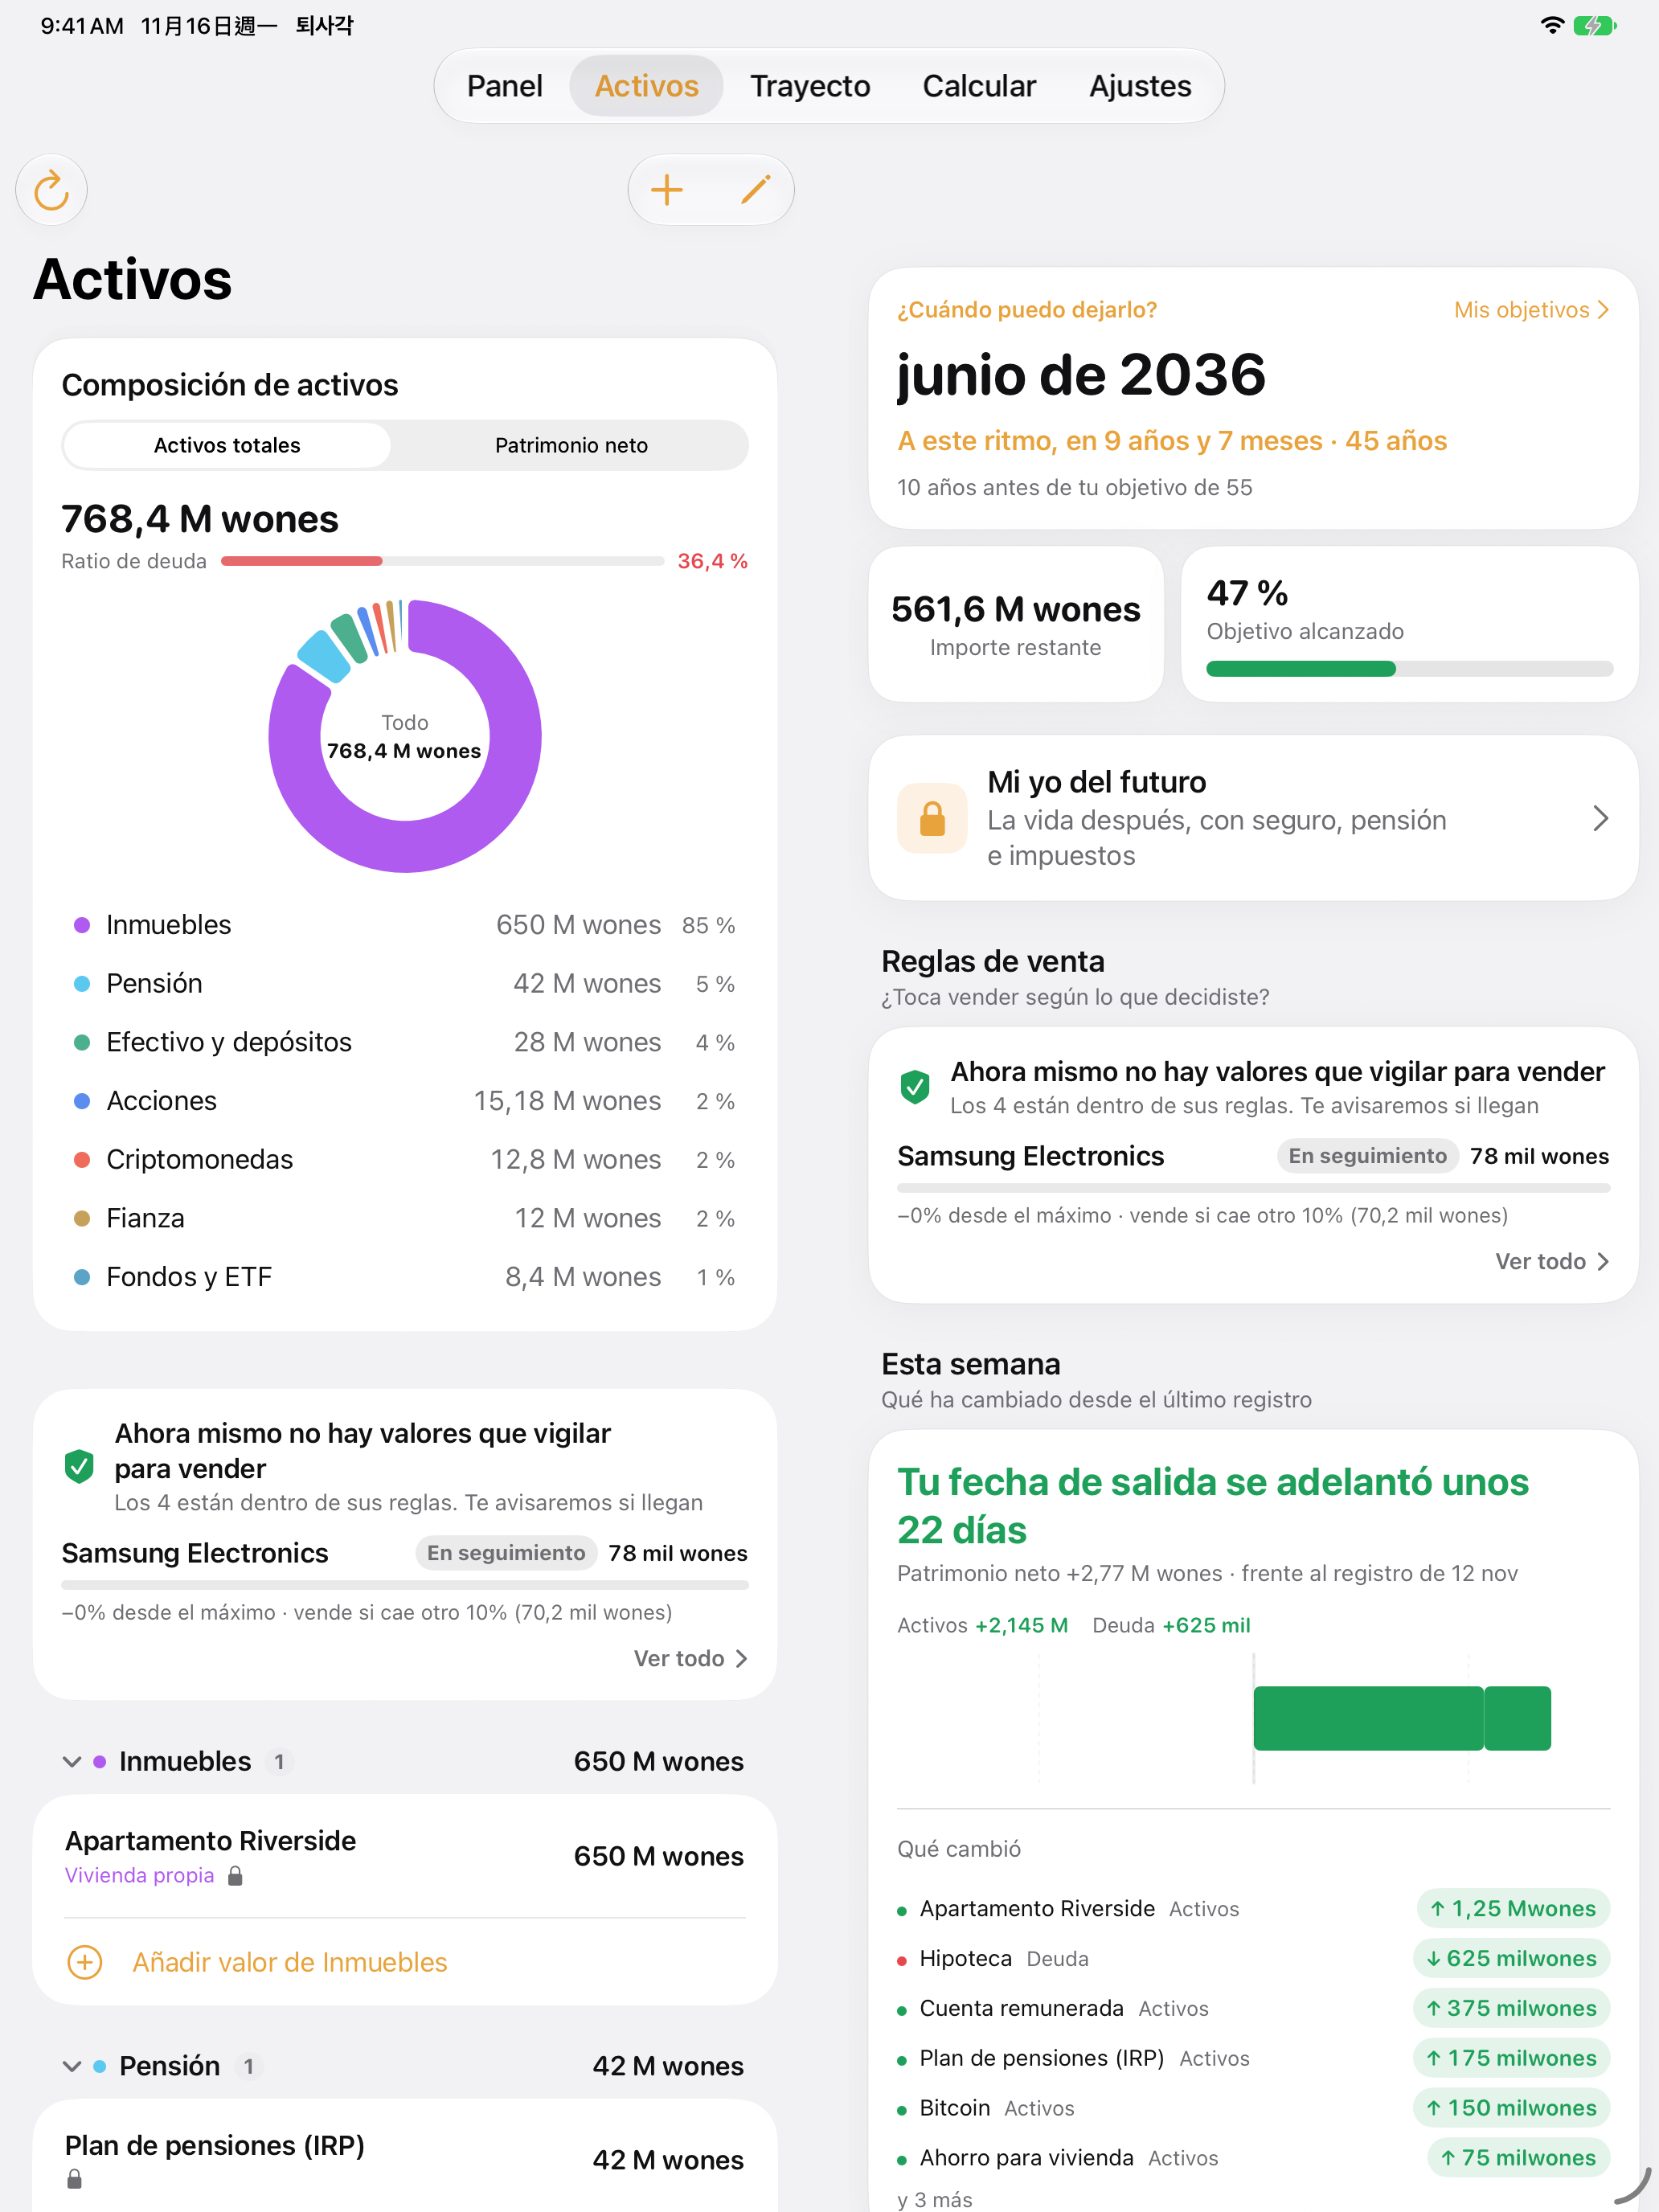 9:41 AM 11月16日週一 퇴사각
Panel Activos Trayecto Calcular Ajustes
Activos
Composición de activos
Activos totales Patrimonio neto
768,4 M wones
Ratio de deuda 36,4 %
Todo
768,4 M wones
Inmuebles 650 M wones 85 %
Pensión 42 M wones 5 %
Efectivo y depósitos 28 M wones 4 %
Acciones 15,18 M wones 2 %
Criptomonedas 12,8 M wones 2 %
Fianza 12 M wones 2 %
Fondos y ETF 8,4 M wones 1 %
Ahora mismo no hay valores que vigilar
para vender
Los 4 están dentro de sus reglas. Te avisaremos si llegan
Samsung Electronics En seguimiento 78 mil wones
−0% desde el máximo · vende si cae otro 10% (70,2 mil wones)
Ver todo
Inmuebles 1 650 M wones
Apartamento Riverside 650 M wones
Vivienda propia
Añadir valor de Inmuebles
Pensión 1 42 M wones
Plan de pensiones (IRP) 42 M wones
¿Cuándo puedo dejarlo? Mis objetivos
junio de 2036
A este ritmo, en 9 años y 7 meses · 45 años
10 años antes de tu objetivo de 55
561,6 M wones
Importe restante
47 %
Objetivo alcanzado
Mi yo del futuro
La vida después, con seguro, pensión
e impuestos
Reglas de venta
¿Toca vender según lo que decidiste?
Ahora mismo no hay valores que vigilar para vender
Los 4 están dentro de sus reglas. Te avisaremos si llegan
Samsung Electronics En seguimiento 78 mil wones
−0% desde el máximo · vende si cae otro 10% (70,2 mil wones)
Ver todo
Esta semana
Qué ha cambiado desde el último registro
Tu fecha de salida se adelantó unos
22 días
Patrimonio neto +2,77 M wones · frente al registro de 12 nov
Activos +2,145 M Deuda +625 mil
Qué cambió
Apartamento Riverside Activos ↑ 1,25 Mwones
Hipoteca Deuda ↓ 625 milwones
Cuenta remunerada Activos ↑ 375 milwones
Plan de pensiones (IRP) Activos ↑ 175 milwones
Bitcoin Activos ↑ 150 milwones
Ahorro para vivienda Activos ↑ 75 milwones
y 3 más